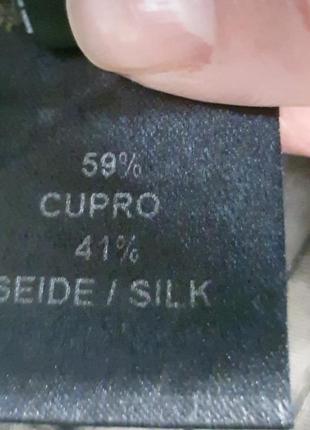 59%
CUPRO
41%
SEIDE / SILK